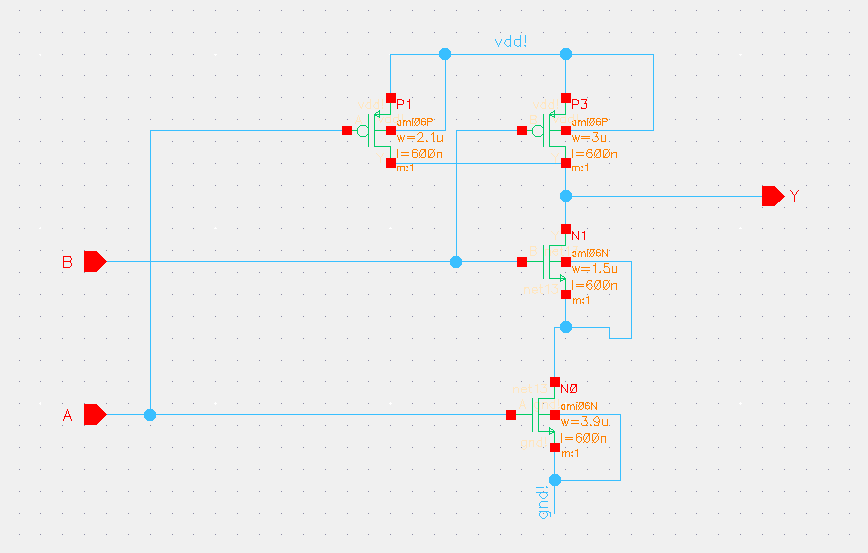 vdd!
P1
ami06P
w=2.1u
l=600n
m:1
P3
ami06P
w=3u
l=600n
m:1
Y
B
N1
ami06N
w=1.5u
l=600n
m:1
A
N0
ami06N
w=3.9u
l=600n
m:1
gnd!